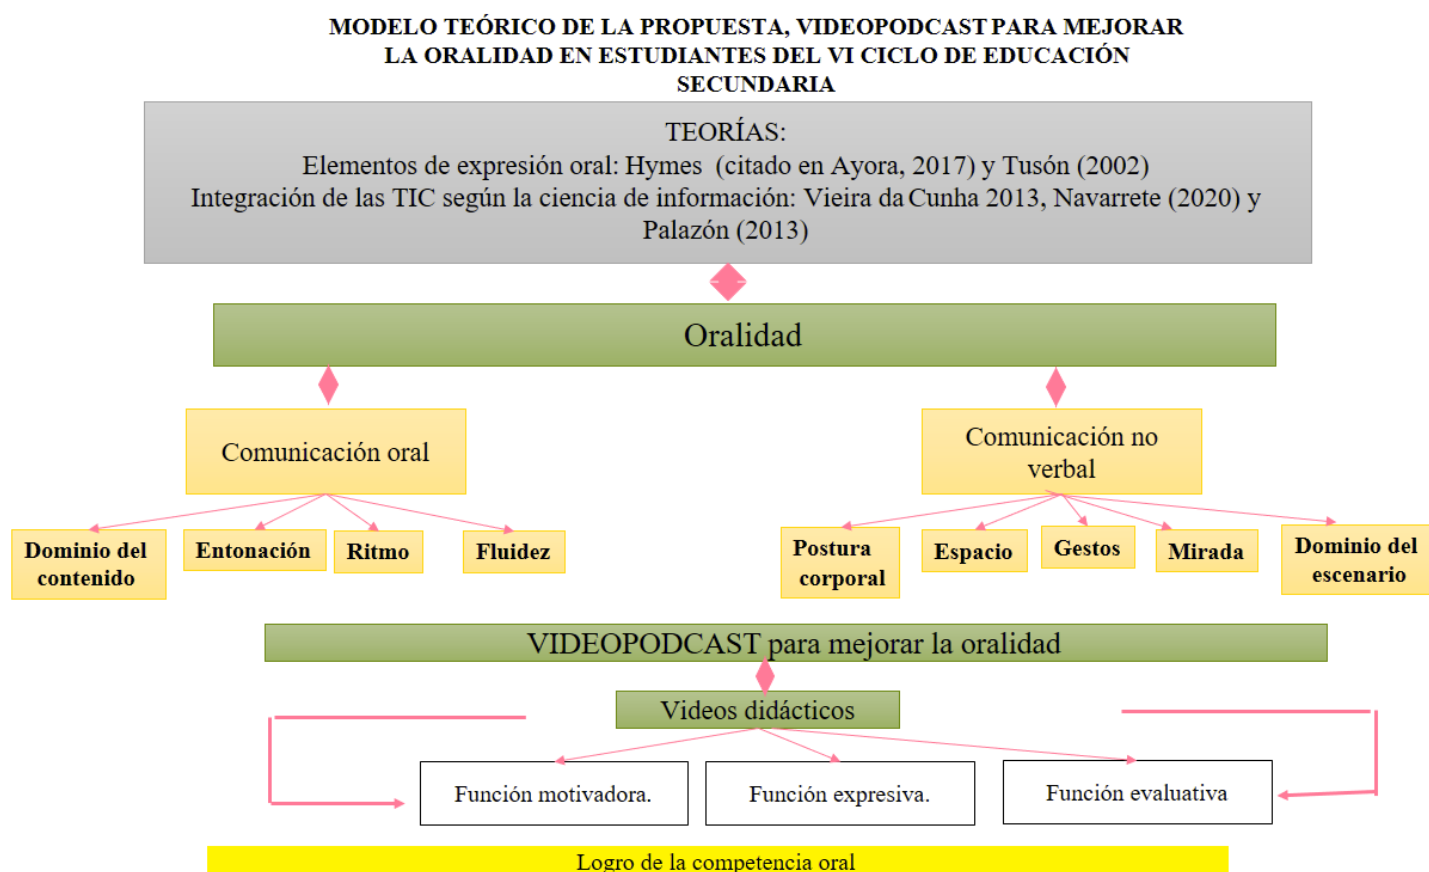 MODELO TEÓRICO DE LA PROPUESTA, VIDEOPODCAST PARA MEJORAR
LA ORALIDAD EN ESTUDIANTES DEL VI CICLO DE EDUCACIÓN
SECUNDARIA
TEORÍAS:
Elementos de expresión oral: Hymes (citado en Ayora, 2017) y Tusón (2002)
Integración de las TIC según la ciencia de información: Vieira da Cunha 2013, Navarrete (2020) y
Palazón (2013)
Oralidad
Comunicación oral
Comunicación no
verbal
Dominio del
contenido
Entonación
Ritmo
Fluidez
Postura
corporal
Espacio
Gestos
Mirada
Dominio del
escenario
VIDEOPODCAST para mejorar la oralidad
Videos didácticos
Función motivadora.
Función expresiva.
Función evaluativa
Logro de la competencia oral